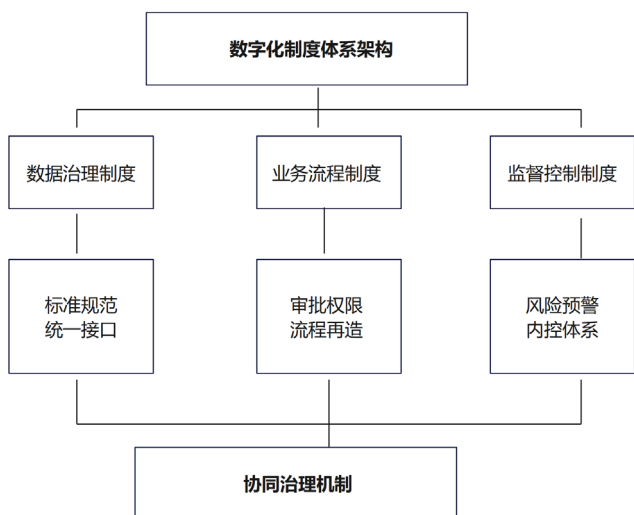 数字化制度体系架构
数据治理制度
业务流程制度
监督控制制度
标准规范
统一接口
审批权限
流程再造
风险预警
内控体系
协同治理机制